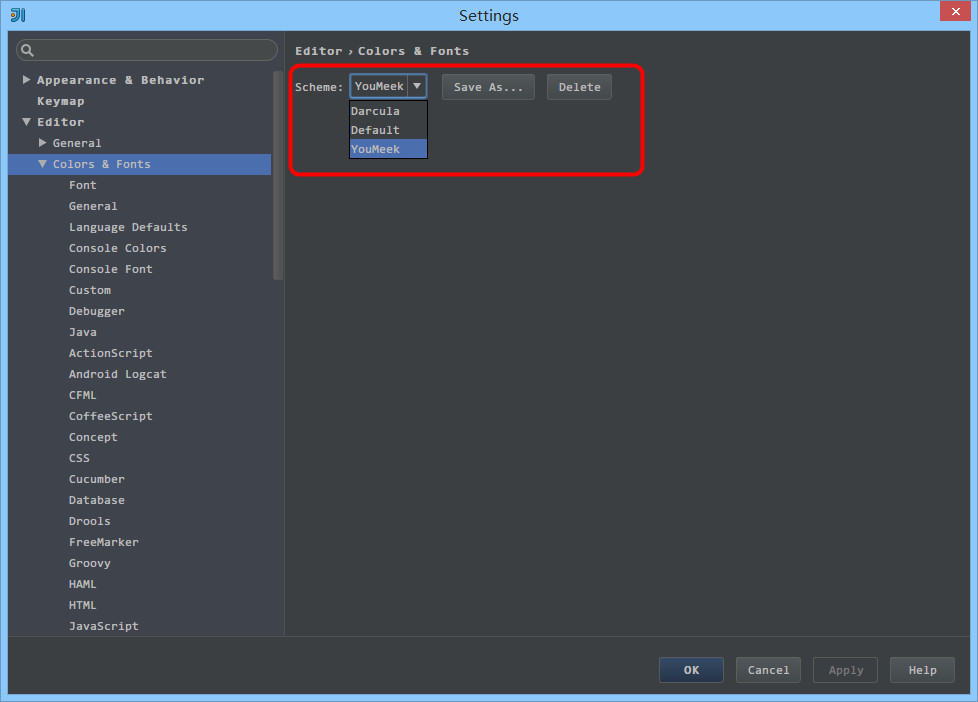 Settings
Editor › Colors & Fonts
Scheme: YouMeek Save As... Delete
Darcula
Default
YouMeek
Appearance & Behavior
Keymap
Editor
General
Colors & Fonts
Font
General
Language Defaults
Console Colors
Console Font
Custom
Debugger
Java
ActionScript
Android Logcat
CFML
CoffeeScript
Concept
CSS
Cucumber
Database
Drools
FreeMarker
Groovy
HAML
HTML
JavaScript
OK Cancel Apply Help